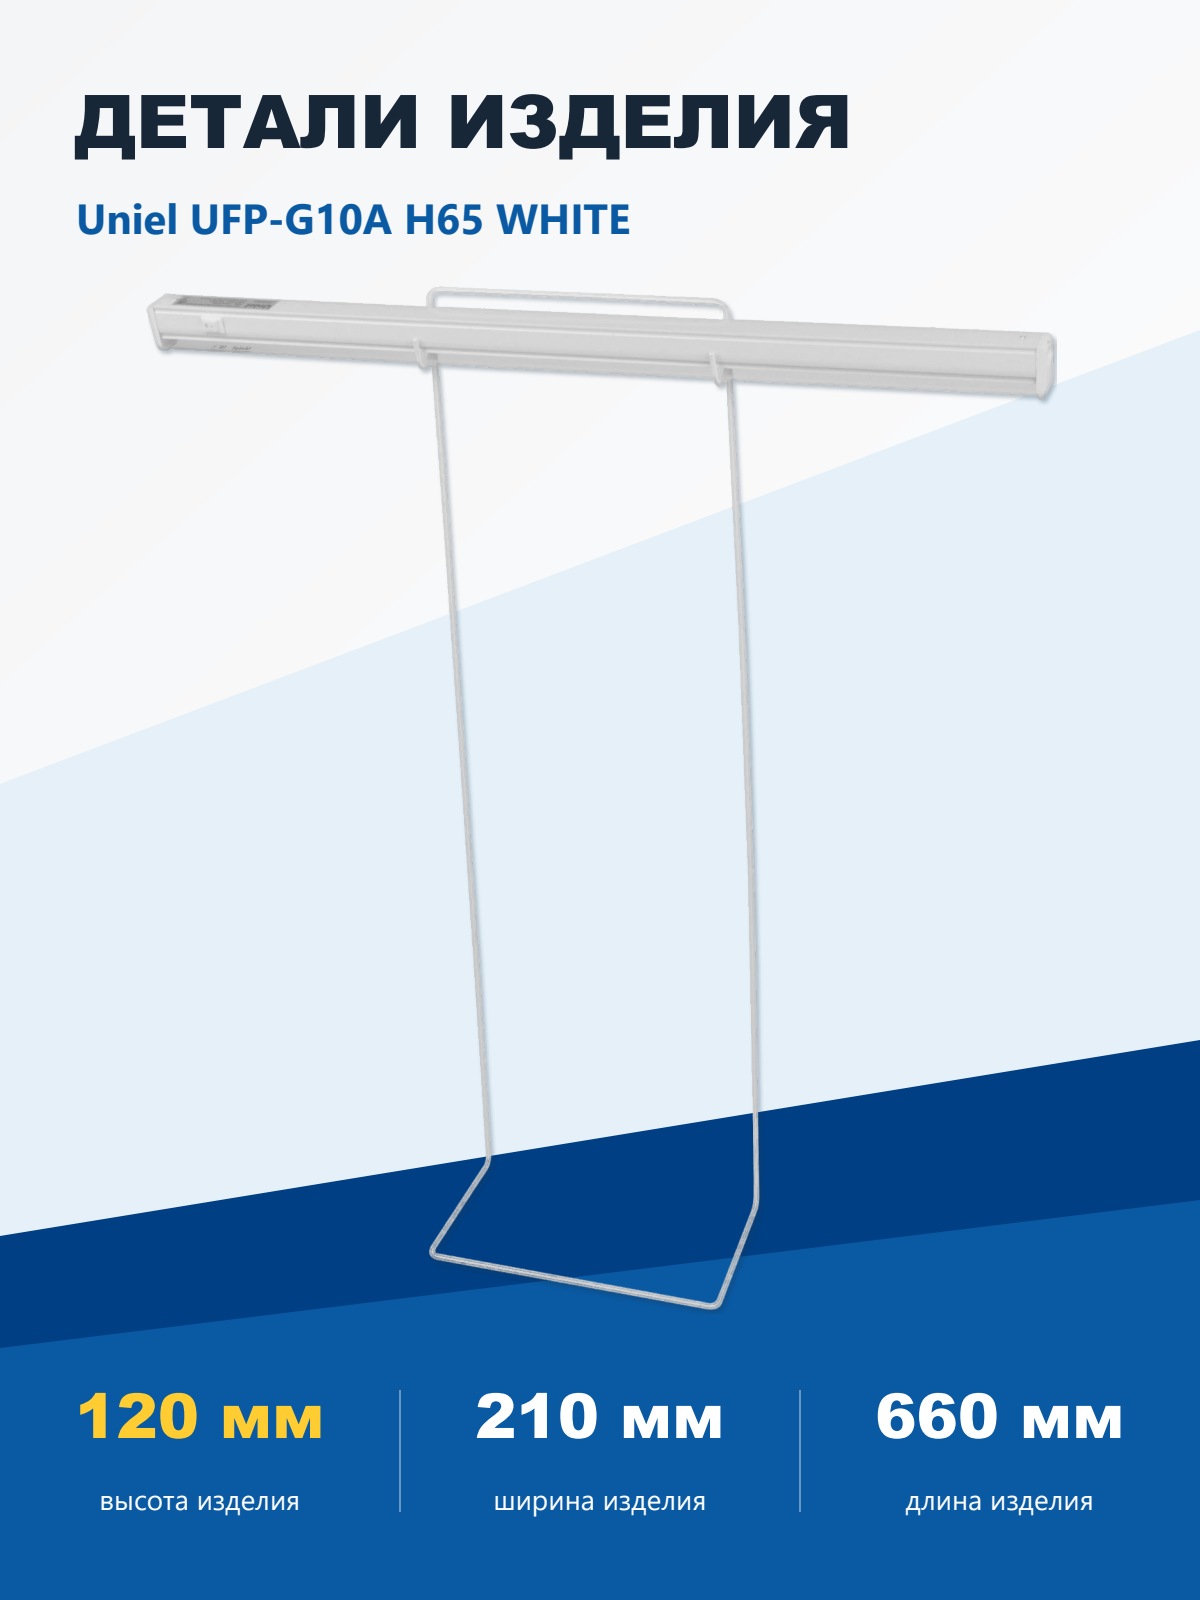 ДЕТАЛИ ИЗДЕЛИЯ
Uniel UFP-G10A H65 WHITE
120 мм
210 мм
660 мм
высота изделия
ширина изделия
длина изделия